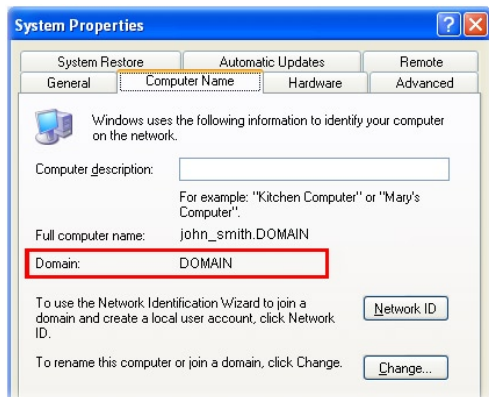 System Properties
System Restore Automatic Updates Remote
General Computer Name Hardware Advanced
Windows uses the following information to identify your computer
on the network.
Computer description:
For example: "Kitchen Computer" or "Mary's
Computer".
Full computer name: john_smith.DOMAIN
Domain: DOMAIN
To use the Network Identification Wizard to join a
domain and create a local user account, click Network
ID.
Network ID
To rename this computer or join a domain, click Change.
Change...